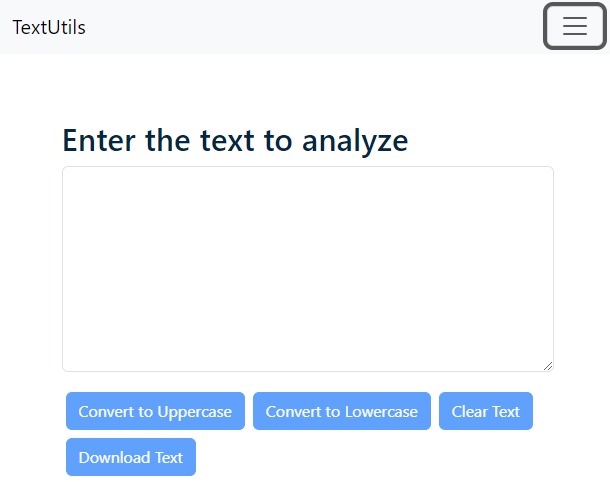 TextUtils
Enter the text to analyze
Convert to Uppercase Convert to Lowercase Clear Text
Download Text